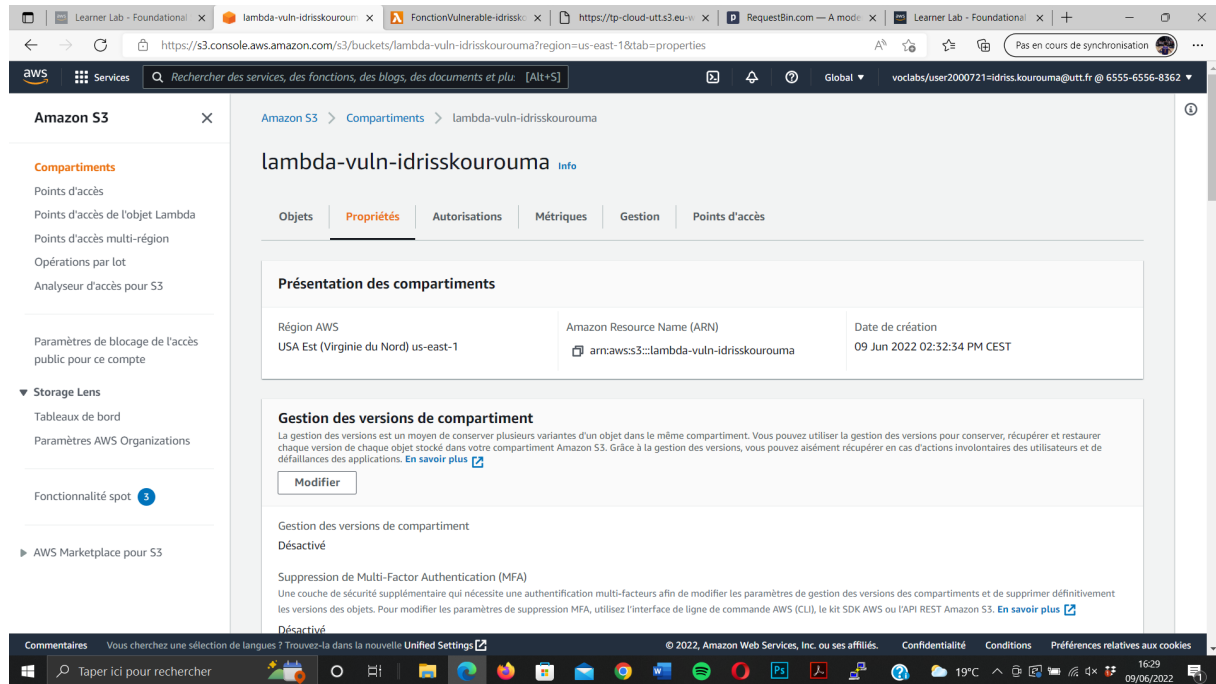 Learner Lab - Foundational
lambda-vuln-idrisskouroum
FonctionVulnerable-idrissko
https://tp-cloud-utt.s3.eu-w
RequestBin.com — A mode
Learner Lab - Foundational
https://s3.console.aws.amazon.com/s3/buckets/lambda-vuln-idrisskourouma?region=us-east-1&tab=properties
Pas en cours de synchronisation
aws
Services
Rechercher des services, des fonctions, des blogs, des documents et plu: [Alt+S]
Global
voclabs/user2000721=idris.kourouma@utt.fr @ 6555-6556-8362
Amazon S3
Compartiments
Points d'accès
Points d'accès de l'objet Lambda
Points d'accès multi-région
Opérations par lot
Analyseur d'accès pour S3
Paramètres de blocage de l'accès
public pour ce compte
Storage Lens
Tableaux de bord
Paramètres AWS Organizations
Fonctionnalité spot 3
AWS Marketplace pour S3
Amazon S3 > Compartiments > lambda-vuln-idrisskourouma
lambda-vuln-idrisskourouma Info
Objets
Propriétés
Autorisations
Métriques
Gestion
Points d'accès
Présentation des compartiments
Région AWS
USA Est (Virginie du Nord) us-east-1
Amazon Resource Name (ARN)
arn:aws:s3:::lambda-vuln-idrisskourouma
Date de création
09 Jun 2022 02:32:34 PM CEST
Gestion des versions de compartiment
La gestion des versions est un moyen de conserver plusieurs variantes d'un objet dans le même compartiment. Vous pouvez utiliser la gestion des versions pour conserver, récupérer et restaurer
chaque version de chaque objet stocké dans votre compartiment Amazon S3. Grâce à la gestion des versions, vous pouvez aisément récupérer en cas d'actions involontaires des utilisateurs et de
défaillances des applications. En savoir plus
Modifier
Gestion des versions de compartiment
Désactivé
Suppression de Multi-Factor Authentication (MFA)
Une couche de sécurité supplémentaire qui nécessite une authentification multi-facteurs afin de modifier les paramètres de gestion des versions des compartiments et de supprimer définitivement
les versions des objets. Pour modifier les paramètres de suppression MFA, utilisez l'interface de ligne de commande AWS (CLI), le kit SDK AWS ou l'API REST Amazon S3. En savoir plus
Désactivé
Commentaires
Vous cherchez une sélection de langues ? Trouvez-la dans la nouvelle Unified Settings
© 2022, Amazon Web Services, Inc. ou ses affiliés.
Confidentialité
Conditions
Préférences relatives aux cookies
Taper ici pour rechercher
Ps
19°C
16:29
09/06/2022
1